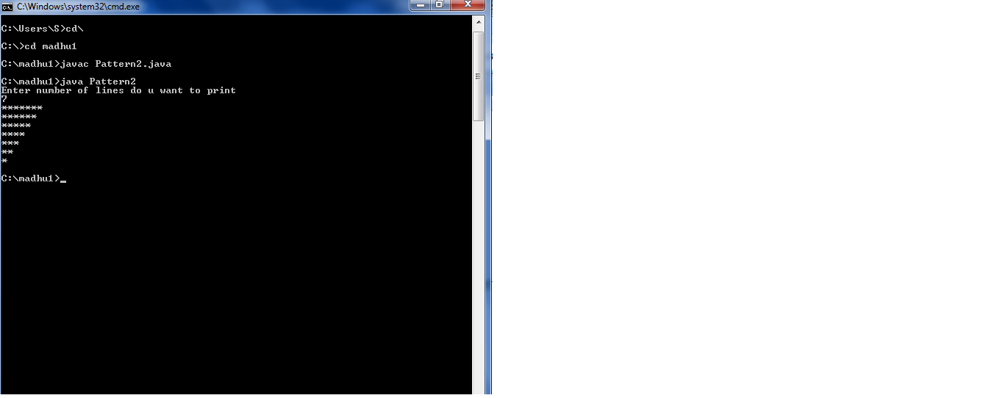 C:\Windows\system32\cmd.exe
C:\Users\S>cd\
C:\>cd madhu1
C:\madhu1>javac Pattern2.java
C:\madhu1>java Pattern2
Enter number of lines do u want to print
7
*******
******
*****
****
***
**
*
C:\madhu1>_